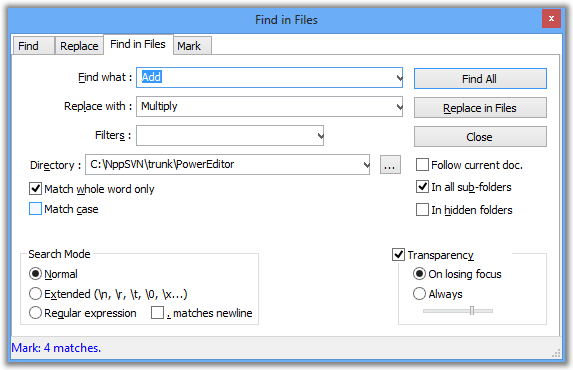 Find in Files
x
Find Replace Find in Files Mark
Find what : Add Find All
Replace with : Multiply Replace in Files
Filters : Close
Directory : C:\NppSVN\trunk\PowerEditor ... Follow current doc.
Match whole word only In all sub-folders
Match case In hidden folders
Search Mode Transparency
Normal On losing focus
Extended (\n, \r, \t, \0, \x...) Always
Regular expression . matches newline
Mark: 4 matches.